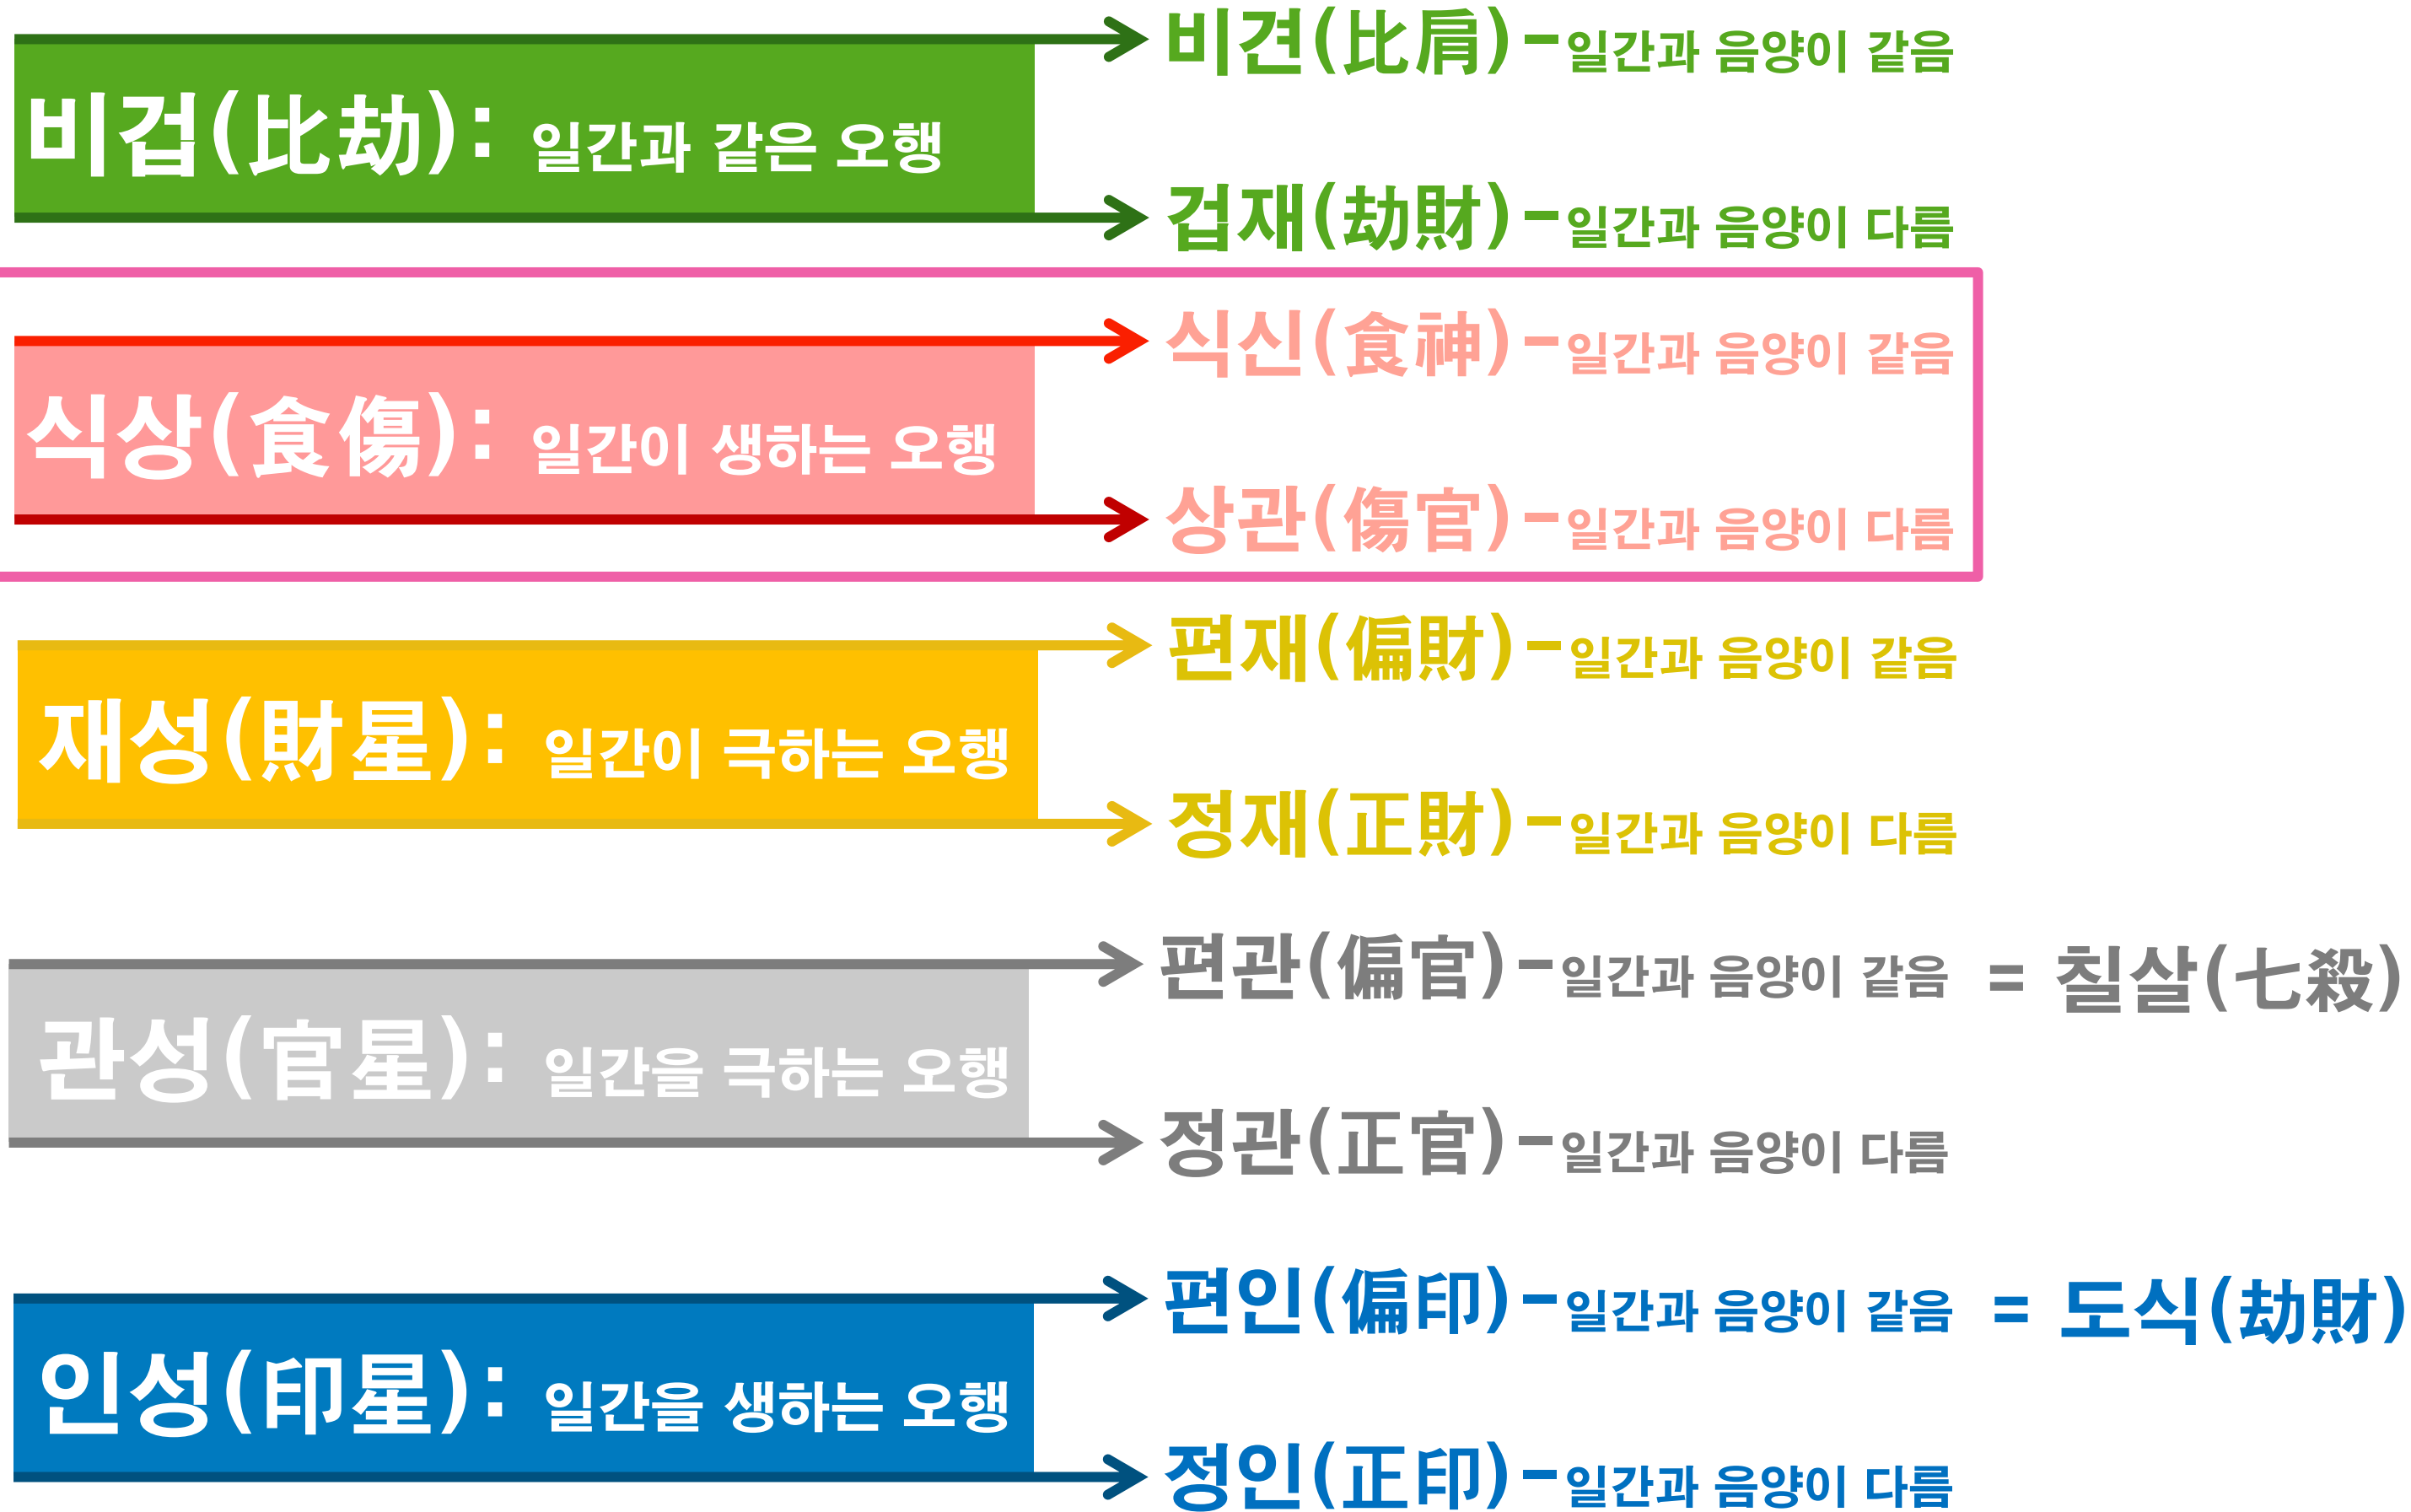 비견(比肩) -일간과 음양이 같음
비겁(比劫): 일간과 같은 오행
겁재(劫財) -일간과 음양이 다름
식신(食神) -일간과 음양이 같음
식상(食傷): 일간이 생하는 오행
상관(傷官) -일간과 음양이 다름
편재(偏財) -일간과 음양이 같음
재성(財星): 일간이 극하는 오행
정재(正財) -일간과 음양이 다름
편관(偏官) -일간과 음양이 같음 = 칠살(七殺)
관성(官星): 일간을 극하는 오행
정관(正官) -일간과 음양이 다름
편인(偏印) -일간과 음양이 같음 = 도식(劫財)
인성(印星): 일간을 생하는 오행
정인(正印) -일간과 음양이 다름